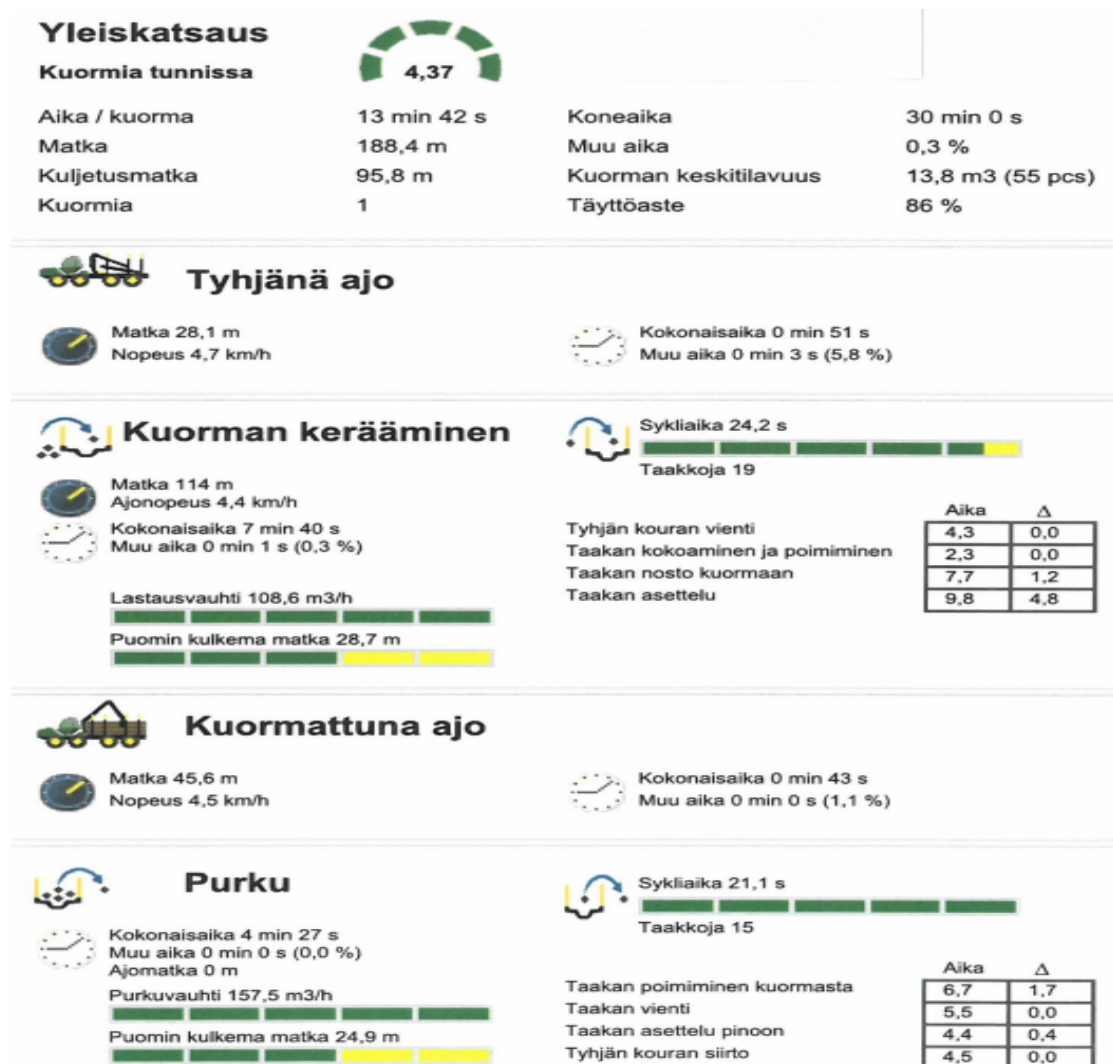 Yleiskatsaus
Kuormia tunnissa 4,37
Aika / kuorma 13 min 42 s Koneaika 30 min 0 s
Matka 188,4 m Muu aika 0,3 %
Kuljetusmatka 95,8 m Kuorman keskitilavuus 13,8 m3 (55 pcs)
Kuormia 1 Täyttöaste 86 %
Tyhjänä ajo
Matka 28,1 m
Nopeus 4,7 km/h
Kokonaisaika 0 min 51 s
Muu aika 0 min 3 s (5,8 %)
Kuorman kerääminen
Matka 114 m
Ajonopeus 4,4 km/h
Kokonaisaika 7 min 40 s
Muu aika 0 min 1 s (0,3 %)
Lastausvauhti 108,6 m3/h
Puomin kulkema matka 28,7 m
Sykliaika 24,2 s
Taakkoja 19
Aika Δ
Tyhjän kouran vienti 4,3 0,0
Taakan kokoaminen ja poimiminen 2,3 0,0
Taakan nosto kuormaan 7,7 1,2
Taakan asettelu 9,8 4,8
Kuormattuna ajo
Matka 45,6 m
Nopeus 4,5 km/h
Kokonaisaika 0 min 43 s
Muu aika 0 min 0 s (1,1 %)
Purku
Kokonaisaika 4 min 27 s
Muu aika 0 min 0 s (0,0 %)
Ajomatka 0 m
Purkuvauhti 157,5 m3/h
Puomin kulkema matka 24,9 m
Sykliaika 21,1 s
Taakkoja 15
Aika Δ
Taakan poimiminen kuormasta 6,7 1,7
Taakan vienti 5,5 0,0
Taakan asettelu pinoon 4,4 0,4
Tyhjän kouran siirto 4,5 0,0